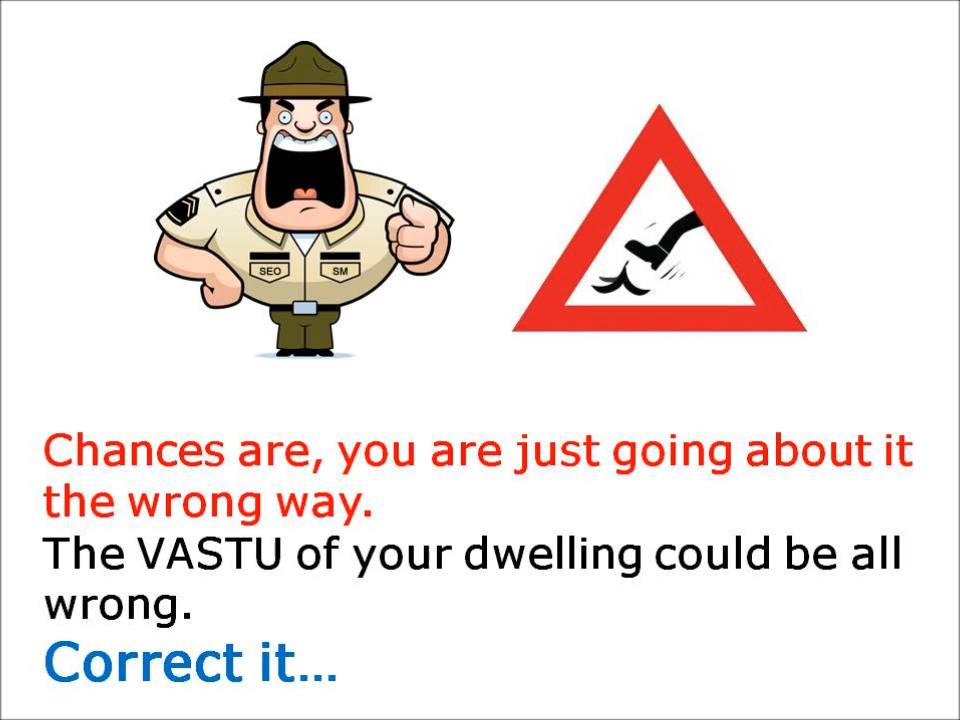 SEO SM
Chances are, you are just going about it
the wrong way.
The VASTU of your dwelling could be all
wrong.
Correct it...